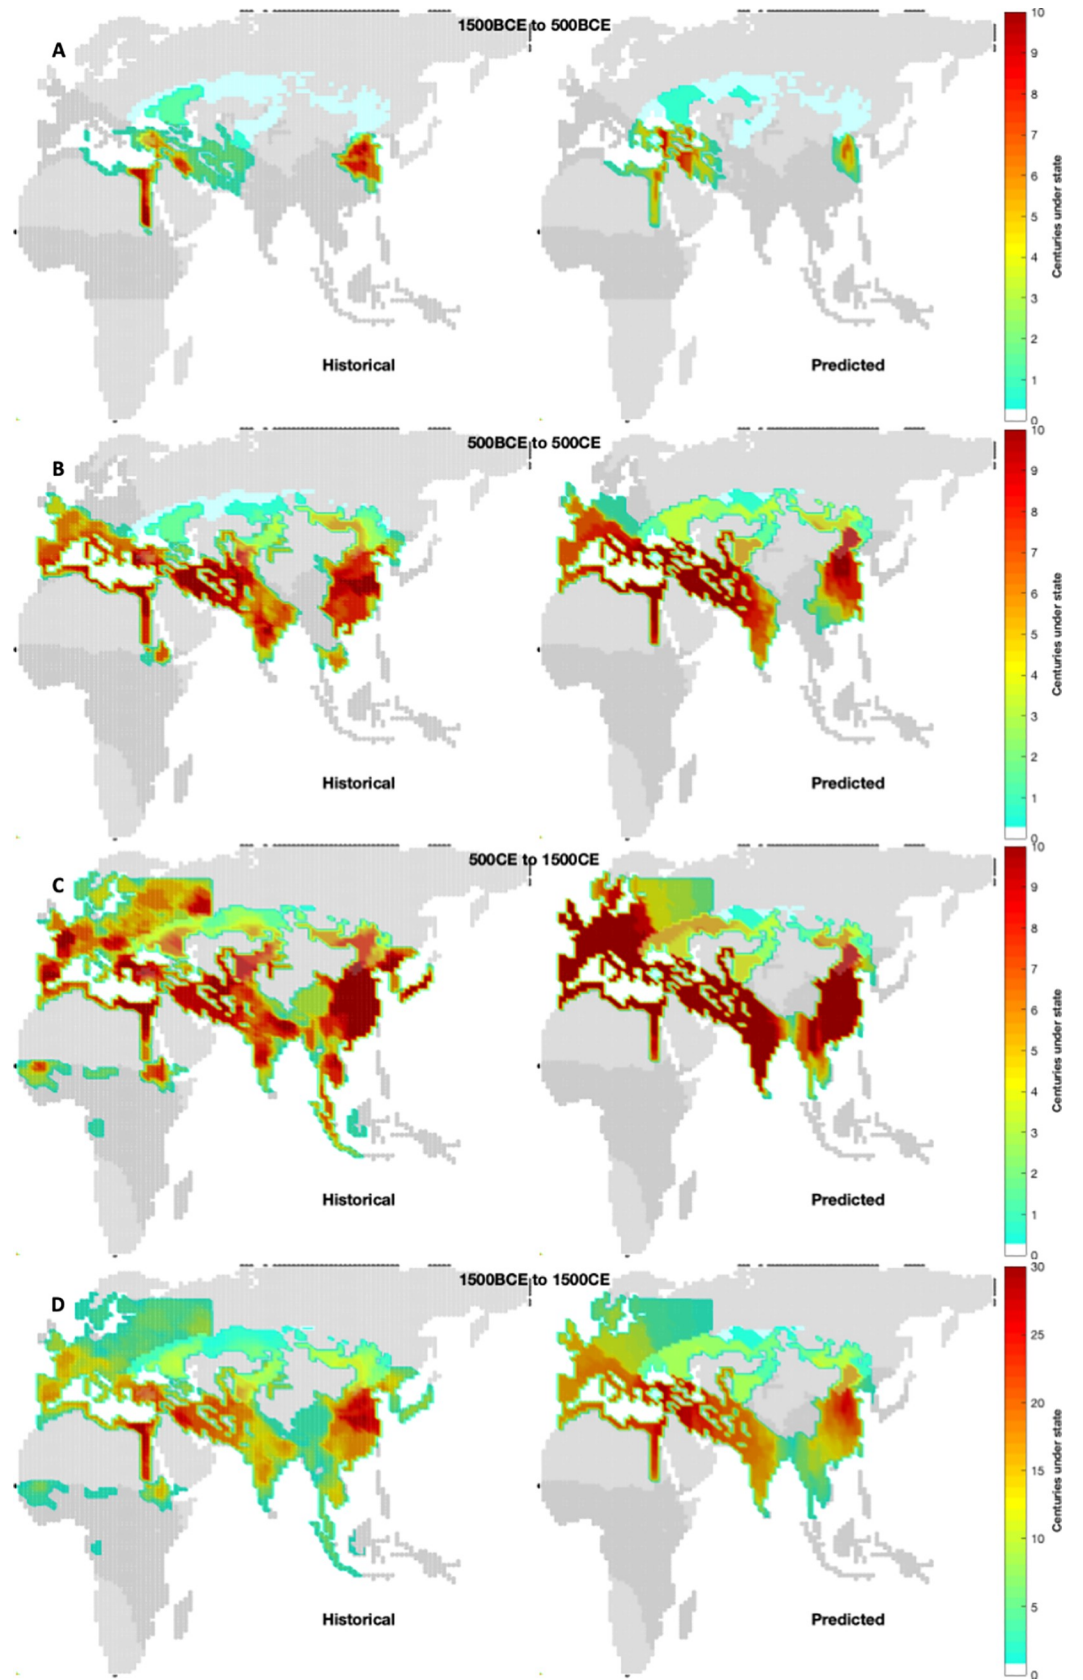 1500BCE to 500BCE
A
Historical
Predicted
10
9
8
7
6
5
4
3
2
1
0
Centuries under state
500BCE to 500CE
B
Historical
Predicted
10
9
8
7
6
5
4
3
2
1
0
Centuries under state
500CE to 1500CE
C
Historical
Predicted
10
9
8
7
6
5
4
3
2
1
0
Centuries under state
1500BCE to 1500CE
D
Historical
Predicted
30
25
20
15
10
5
0
Centuries under state